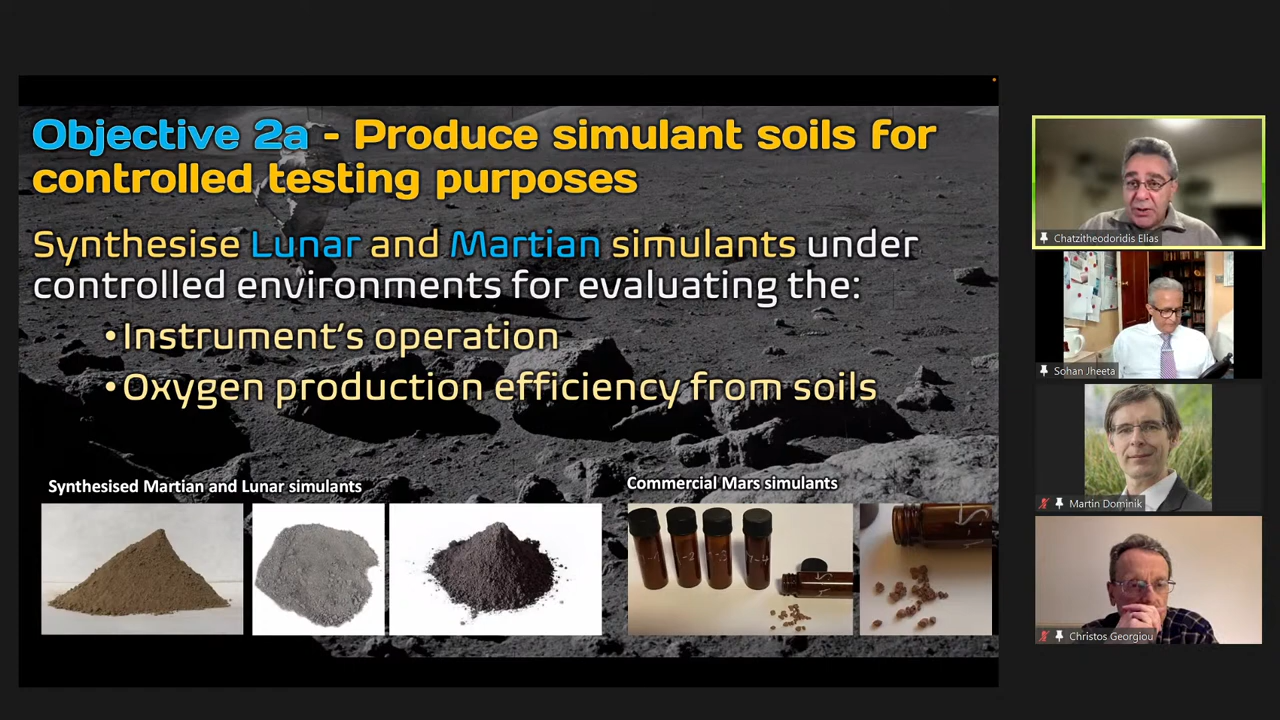 Objective 2a - Produce simulant soils for
controlled testing purposes
Synthesise Lunar and Martian simulants under
controlled environments for evaluating the:
•Instrument's operation
•Oxygen production efficiency from soils
Synthesised Martian and Lunar simulants
Commercial Mars simulants
Chatzitheodoridis Elias
Sohan Jheeta
Martin Dominik
Christos Georgiou